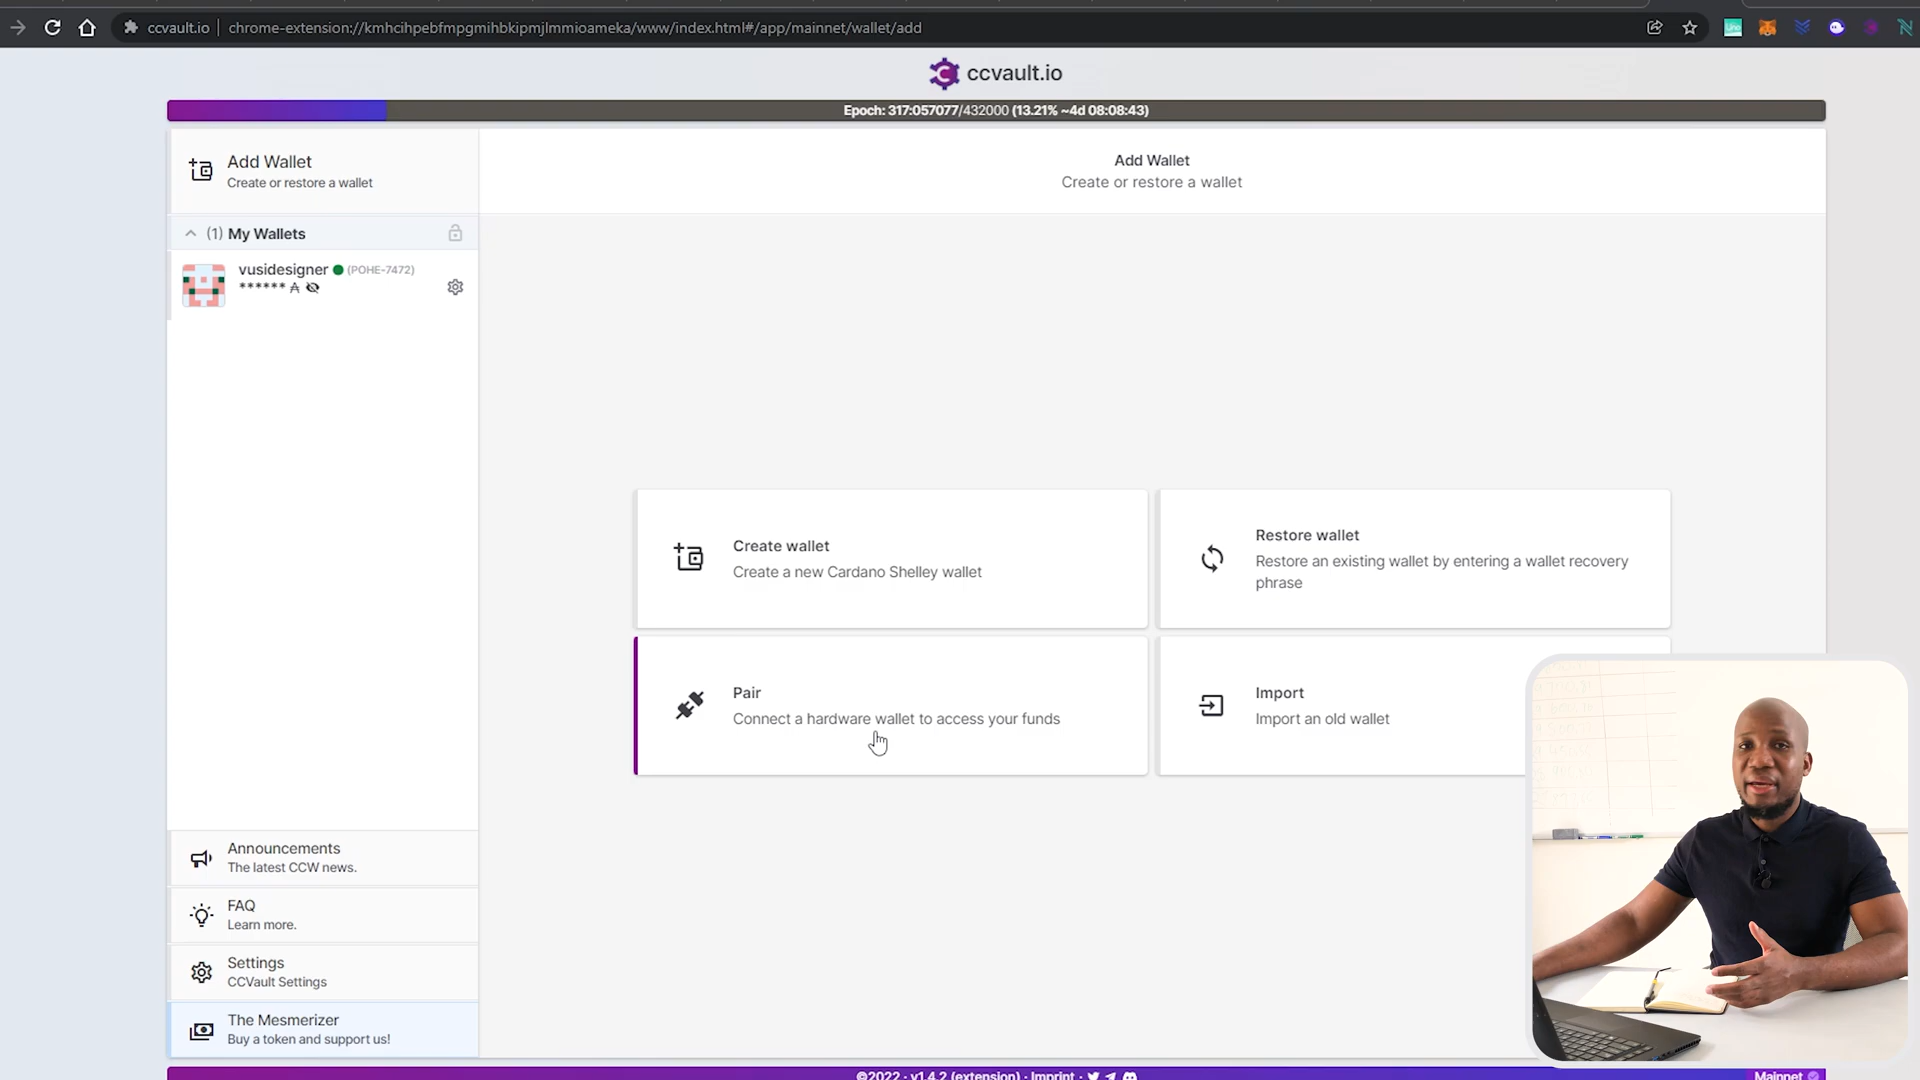 ccvault.io
chrome-extension://kmhcihpebfmpgmihbkipmjlmmioameka/www/index.html#/app/mainnet/wallet/add
ccvault.io
Epoch: 317:057077/432000 (13.21% ~4d 08:08:43)
Add Wallet
Create or restore a wallet
Add Wallet
Create or restore a wallet
(1) My Wallets
vusidesigner (POHE-7472)
****** ₳
Create wallet
Create a new Cardano Shelley wallet
Restore wallet
Restore an existing wallet by entering a wallet recovery
phrase
Pair
Connect a hardware wallet to access your funds
Import
Import an old wallet
Announcements
The latest CCW news.
FAQ
Learn more.
Settings
CCVault Settings
The Mesmerizer
Buy a token and support us!
©2022 · v1.4.2 (extension) · Imprint ·
Mainnet